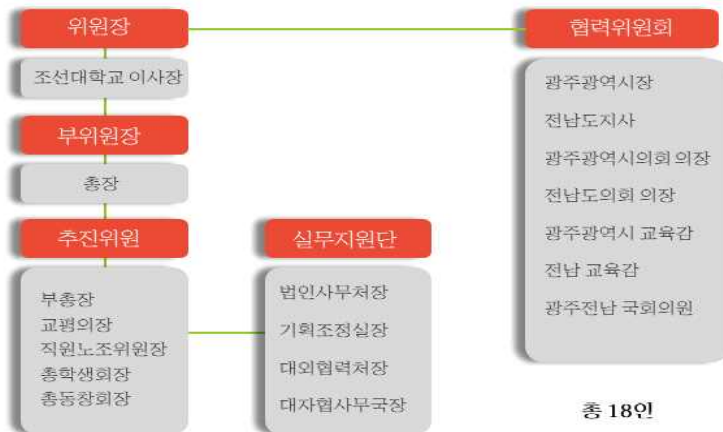 위원장
조선대학교 이사장
부위원장
총장
추진위원
부총장
교평의장
직원노조위원장
총학생회장
총동창회장
실무지원단
법인사무처장
기획조정실장
대외협력처장
대자협사무국장
협력위원회
광주광역시장
전남도지사
광주광역시의회 의장
전남도의회 의장
광주광역시 교육감
전남 교육감
광주전남 국회의원
총 18인